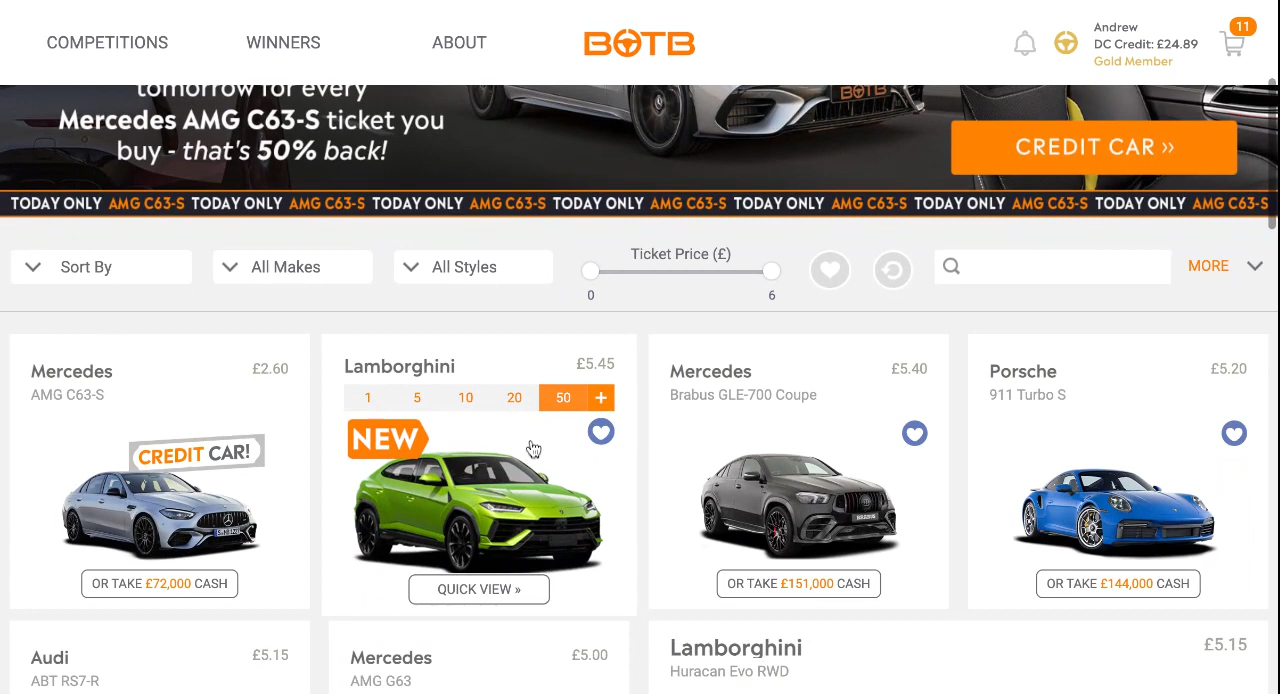 COMPETITIONS WINNERS ABOUT BOTB
Andrew
DC Credit: £24.89
Gold Member
11
tomorrow for every
Mercedes AMG C63-S ticket you
buy - that's 50% back!
BOTB
CREDIT CAR »
TODAY ONLY AMG C63-S TODAY ONLY AMG C63-S TODAY ONLY AMG C63-S TODAY ONLY AMG C63-S TODAY ONLY AMG C63-S TODAY ONLY AMG C63-S TODAY ONLY AMG C63-S
Sort By All Makes All Styles
Ticket Price (£)
0 6
MORE
Mercedes £2.60
AMG C63-S
CREDIT CAR!
OR TAKE £72,000 CASH
Lamborghini £5.45
1 5 10 20 50 +
NEW
QUICK VIEW »
Mercedes £5.40
Brabus GLE-700 Coupe
BRABUS
OR TAKE £151,000 CASH
Porsche £5.20
911 Turbo S
OR TAKE £144,000 CASH
Audi £5.15
ABT RS7-R
Mercedes £5.00
AMG G63
Lamborghini £5.15
Huracan Evo RWD